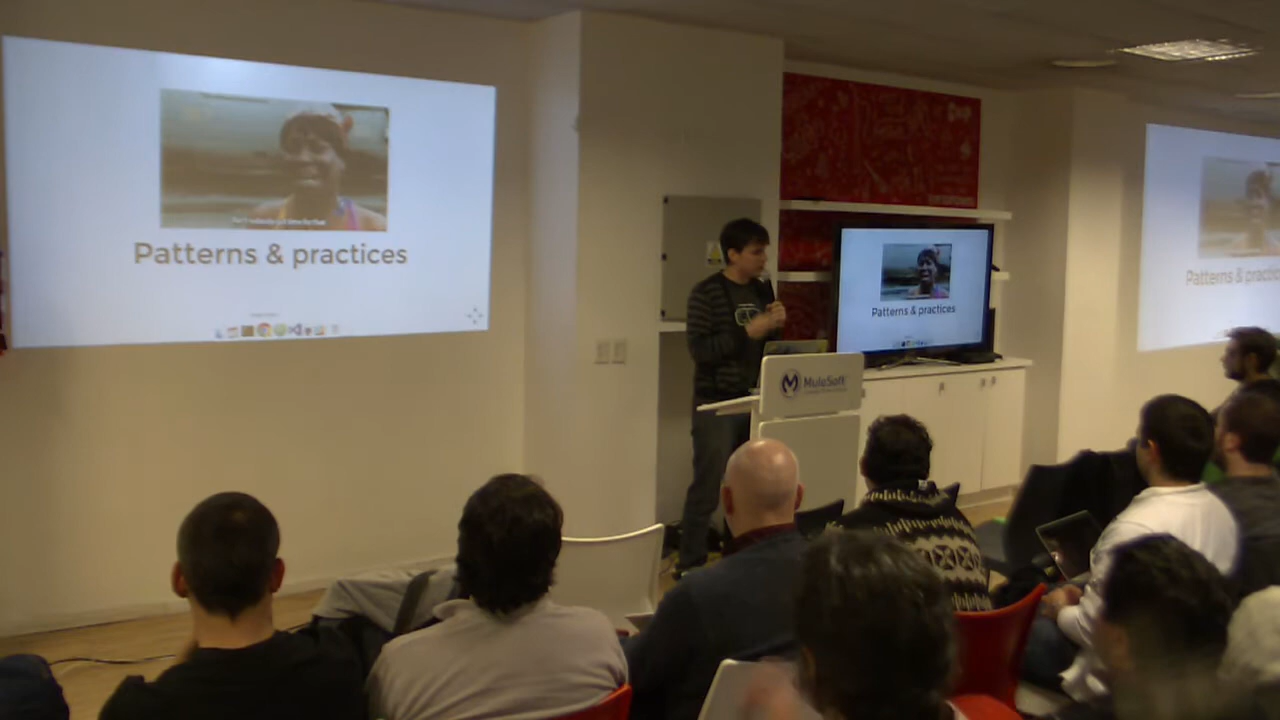 Patterns & practices
MuleSoft
Patterns & practices
Patterns & practic